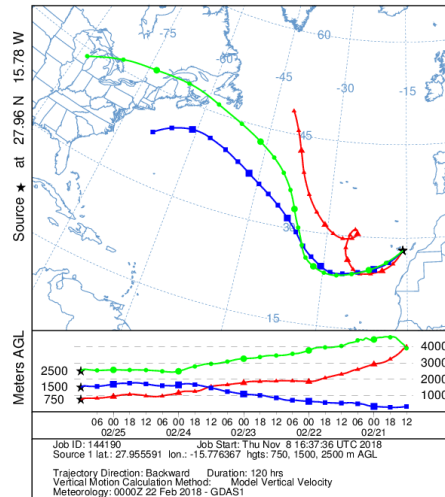 Source ★ at 27.96 N 15.78 W
-75
-60
60
-45
-30
-15
45
30
15
Meters AGL
2500
1500
750
4000
3000
2000
1000
06 00 18 12 06 00 18 12 06 00 18 12 06 00 18 12 06 00 18 12
02/25 02/24 02/23 02/22 02/21
Job ID: 144190 Job Start: Thu Nov 8 16:37:36 UTC 2018
Source 1 lat.: 27.955591 lon.: -15.776367 hgts: 750, 1500, 2500 m AGL
Trajectory Direction: Backward Duration: 120 hrs
Vertical Motion Calculation Method: Model Vertical Velocity
Meteorology: 0000Z 22 Feb 2018 - GDAS1